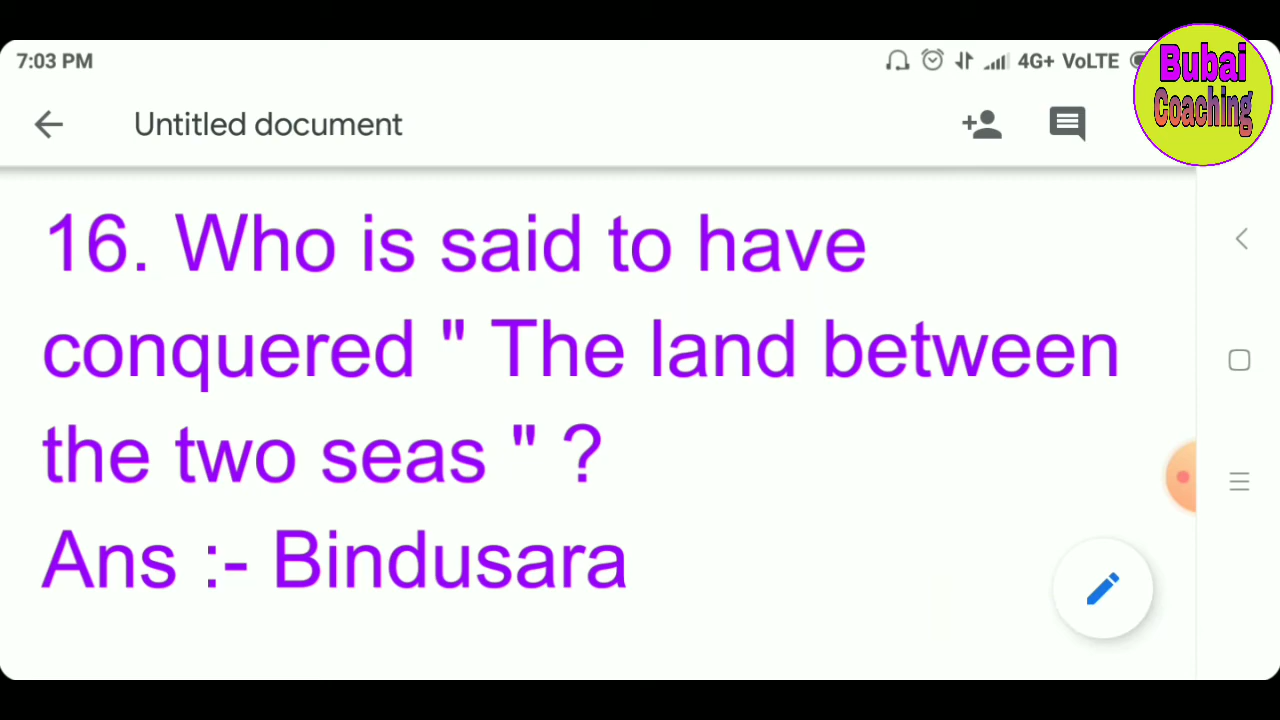 7:03 PM
4G+ VoLTE
Bubai
Coaching
Untitled document
16. Who is said to have
conquered " The land between
the two seas " ?
Ans :- Bindusara